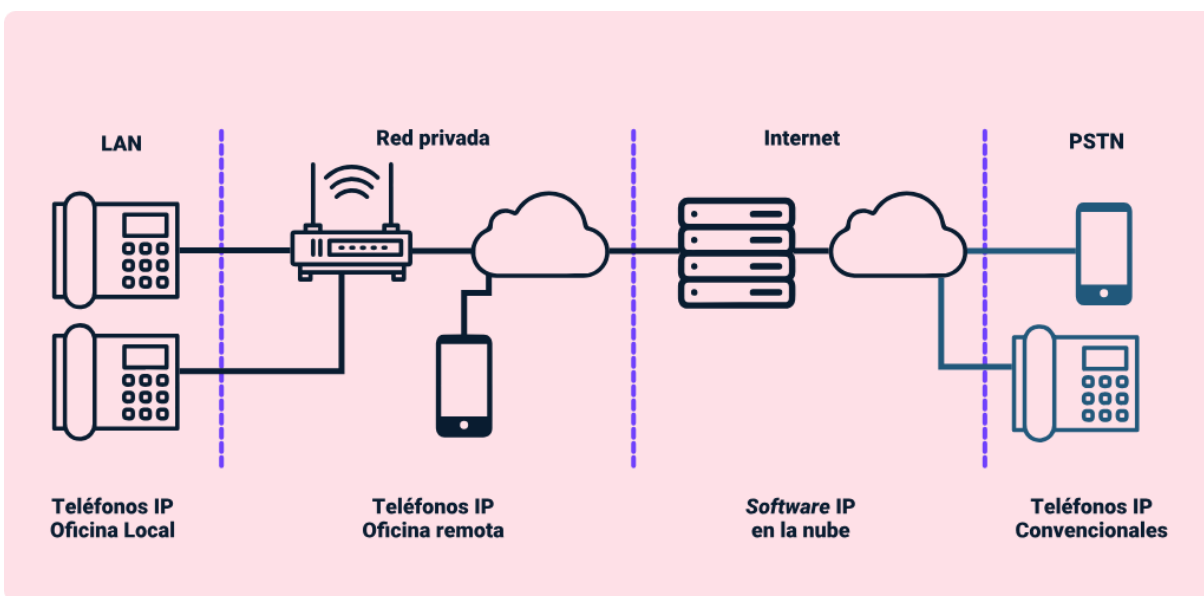 LAN
Red privada
Internet
PSTN
Teléfonos IP
Oficina Local
Teléfonos IP
Oficina remota
Software IP
en la nube
Teléfonos IP
Convencionales